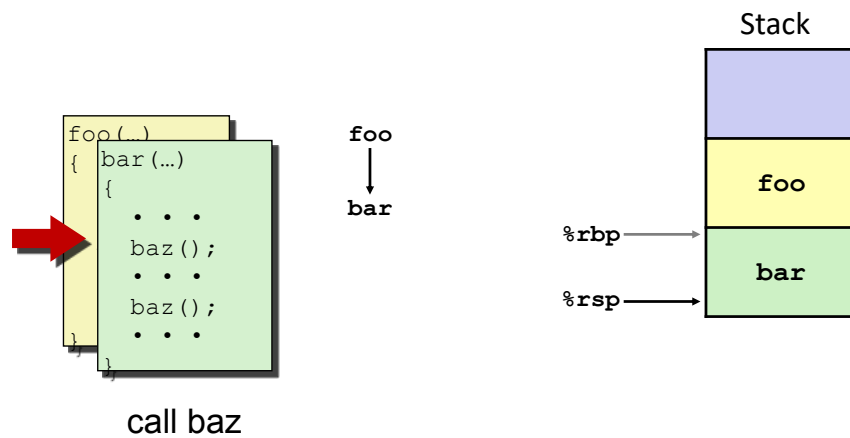 Stack
foo(…)
{
}
bar(…)
{
• • •
baz();
• • •
baz();
• • •
}
foo
bar
foo
%rbp
bar
%rsp
call baz